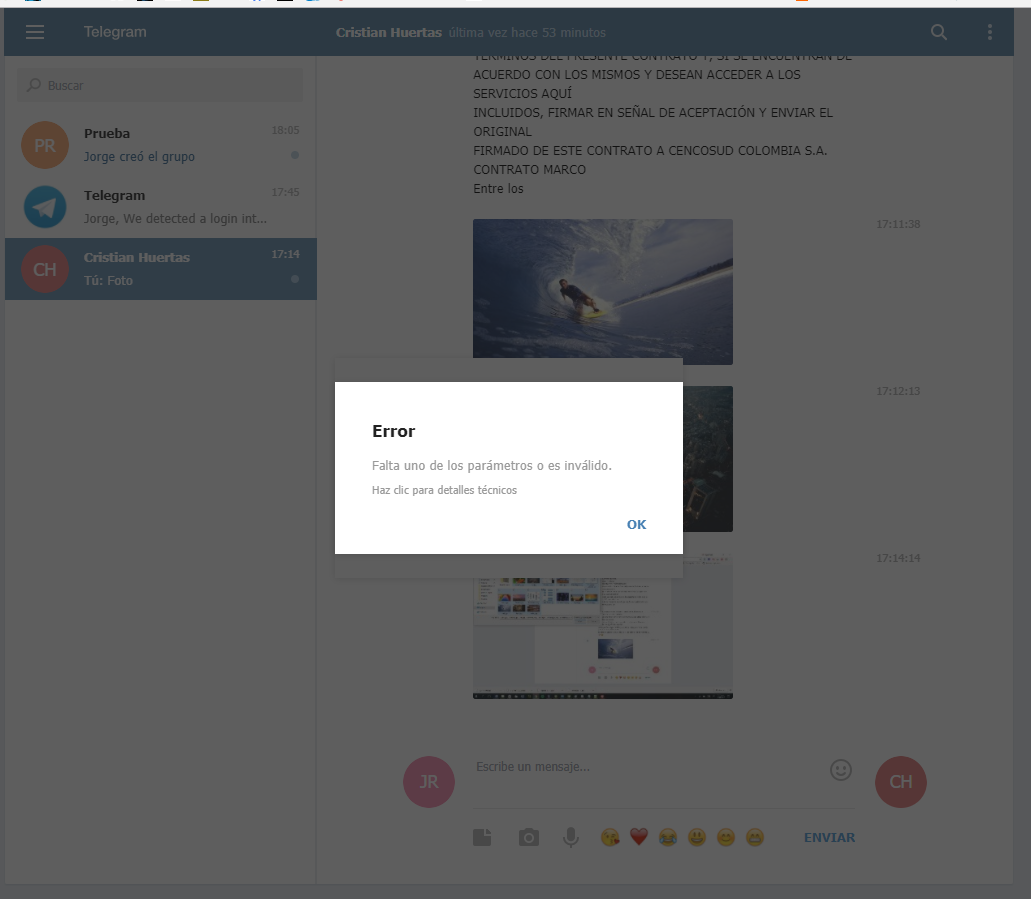 Telegram
Cristian Huertas última vez hace 53 minutos
Buscar
PR
Prueba
18:05
Jorge creó el grupo
Telegram
17:45
Jorge, We detected a login int...
CH
Cristian Huertas
17:14
Tú: Foto
TÉRMINOS DEL PRESENTE CONTRATO Y, SI SE ENCUENTRAN DE
ACUERDO CON LOS MISMOS Y DESEAN ACCEDER A LOS
SERVICIOS AQUÍ
INCLUIDOS, FIRMAR EN SEÑAL DE ACEPTACIÓN Y ENVIAR EL
ORIGINAL
FIRMADO DE ESTE CONTRATO A CENCOSUD COLOMBIA S.A.
CONTRATO MARCO
Entre los
17:11:38
17:12:13
Error
Falta uno de los parámetros o es inválido.
Haz clic para detalles técnicos
OK
17:14:14
JR
Escribe un mensaje...
CH
ENVIAR